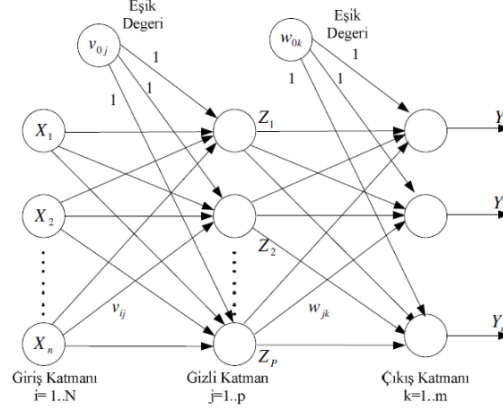 Eşik
Degeri
Eşik
Degeri
v0j
w0k
1
1
1
1
1
1
X1
Z1
Y
X2
Z2
Y
vij
wjk
Xn
ZP
Y
Giriş Katmanı
i= 1..N
Gizli Katman
j=1..p
Çıkış Katmanı
k=1..m